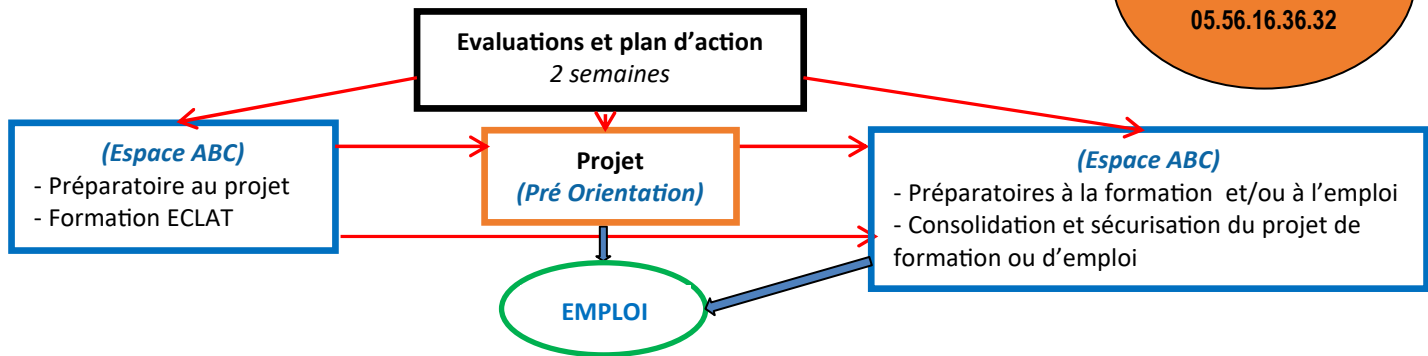 05.56.16.36.32
Evaluations et plan d’action
2 semaines
(Espace ABC)
- Préparatoire au projet
- Formation ECLAT
Projet
(Pré Orientation)
(Espace ABC)
- Préparatoires à la formation et/ou à l’emploi
- Consolidation et sécurisation du projet de
formation ou d’emploi
EMPLOI